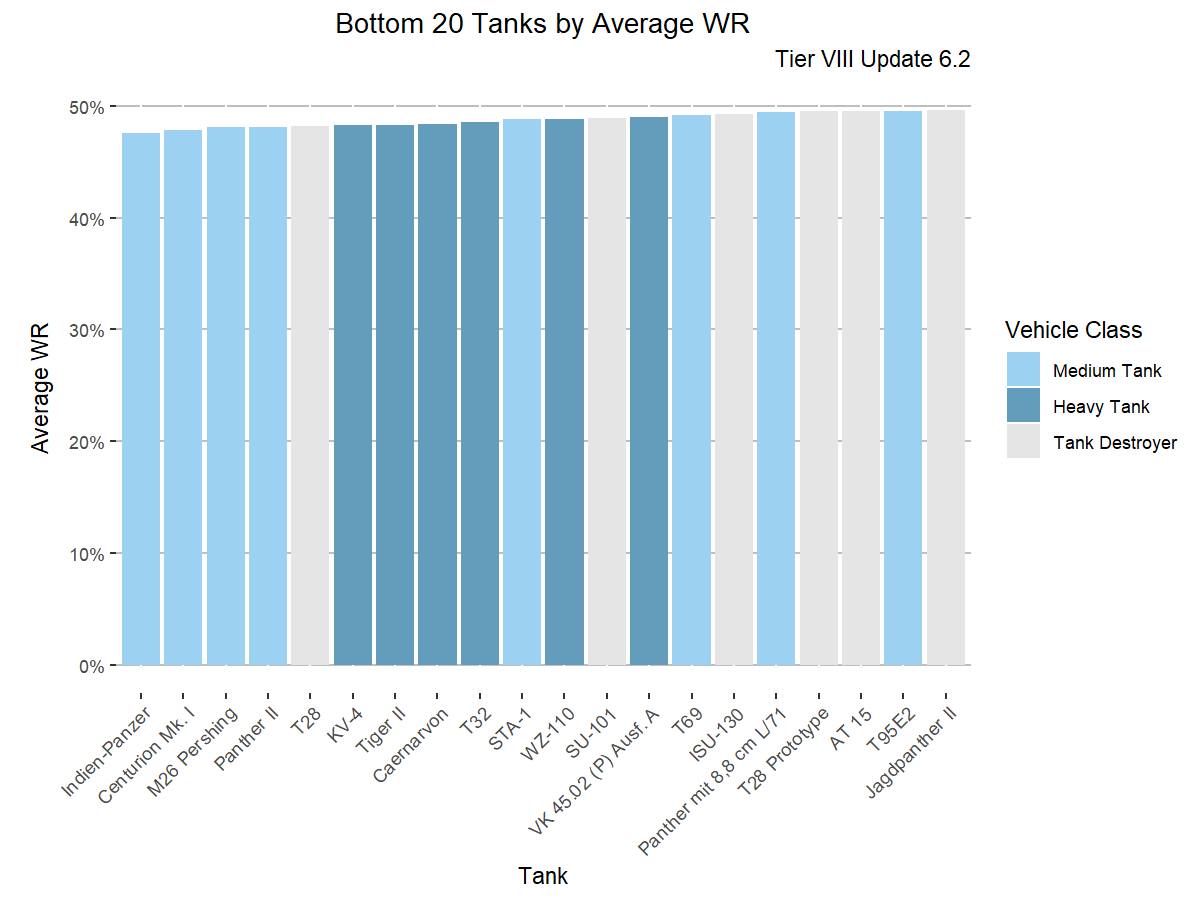 Bottom 20 Tanks by Average WR
Tier VIII Update 6.2
Average WR
50%
40%
30%
20%
10%
0%
Indien-Panzer
Centurion Mk. I
M26 Pershing
Panther II
T28
KV-4
Tiger II
Caernarvon
T32
STA-1
WZ-110
SU-101
VK 45.02 (P) Ausf. A
T69
ISU-130
Panther mit 8,8 cm L/71
T28 Prototype
AT 15
T95E2
Jagdpanther II
Tank
Vehicle Class
Medium Tank
Heavy Tank
Tank Destroyer